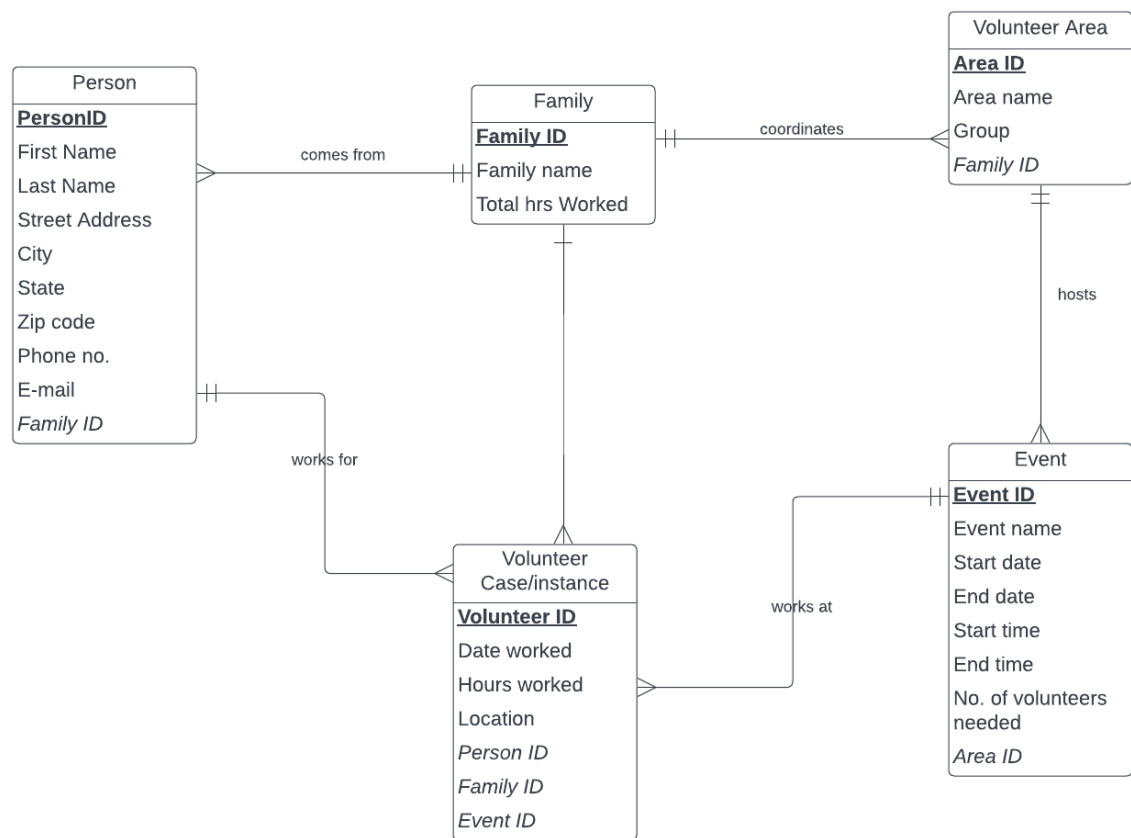 Person
PersonID
First Name
Last Name
Street Address
City
State
Zip code
Phone no.
E-mail
Family ID
comes from
Family
Family ID
Family name
Total hrs Worked
coordinates
Volunteer Area
Area ID
Area name
Group
Family ID
hosts
works for
Volunteer
Case/instance
Volunteer ID
Date worked
Hours worked
Location
Person ID
Family ID
Event ID
works at
Event
Event ID
Event name
Start date
End date
Start time
End time
No. of volunteers
needed
Area ID